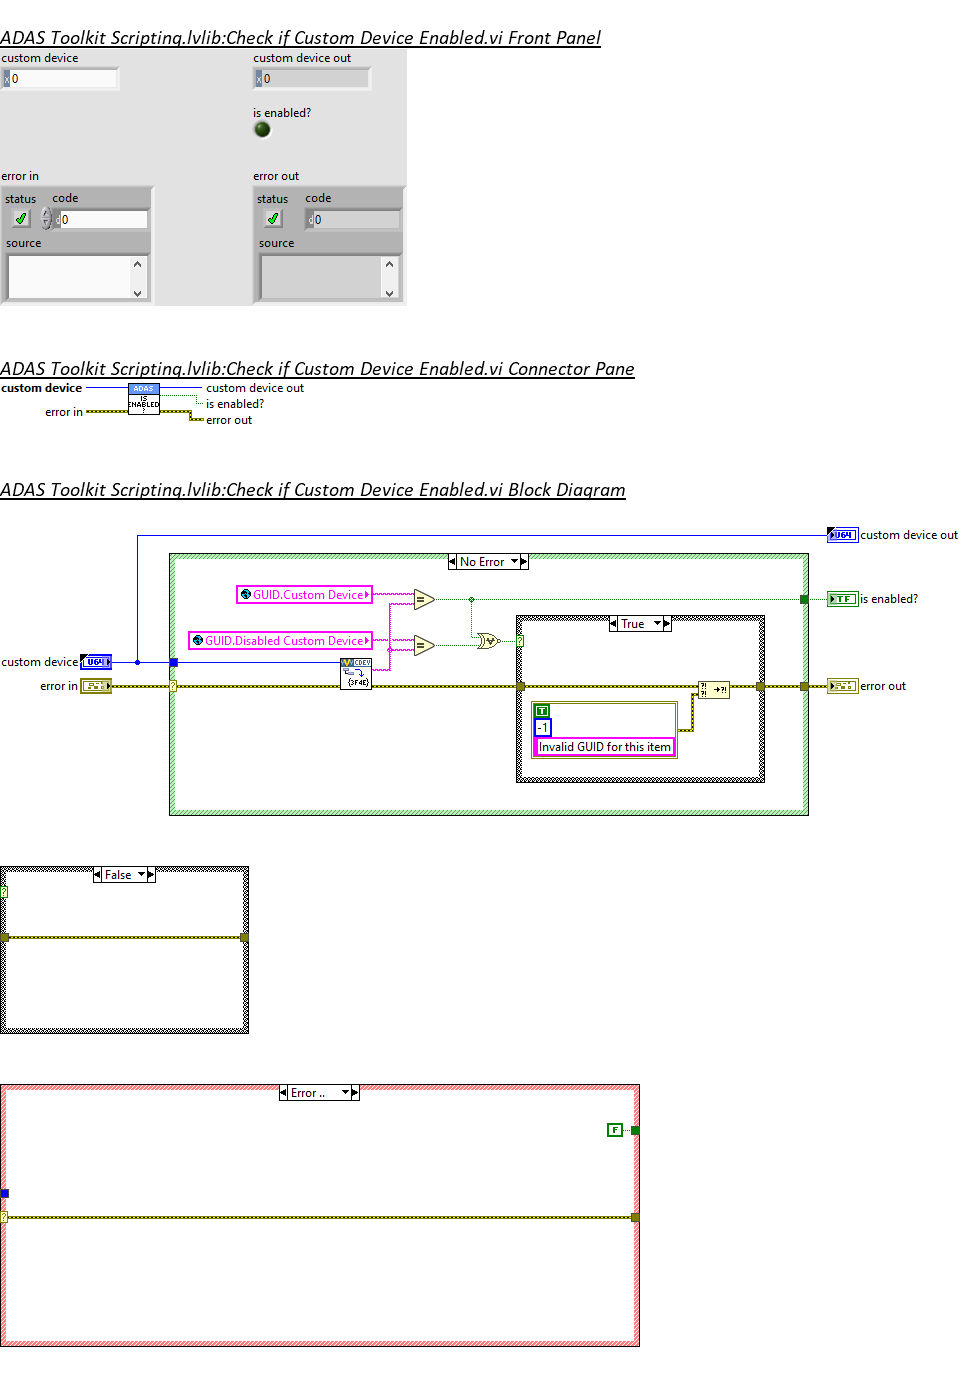 ADAS Toolkit Scripting.lvlib:Check if Custom Device Enabled.vi Front Panel
custom device
custom device out
x 0
x 0
is enabled?
error in
error out
status code
status code
d 0
d 0
source
source
ADAS Toolkit Scripting.lvlib:Check if Custom Device Enabled.vi Connector Pane
custom device
ADAS
IS
ENABLED
?
custom device out
is enabled?
error in
error out
ADAS Toolkit Scripting.lvlib:Check if Custom Device Enabled.vi Block Diagram
U64 custom device out
No Error
GUID.Custom Device
=
TF is enabled?
True
GUID.Disabled Custom Device
=
V
?
custom device U64
CDEV
{3F4E}
error in
?
?!
?!
→?!
error out
T
-1
Invalid GUID for this item
False
?
Error ..
F
?